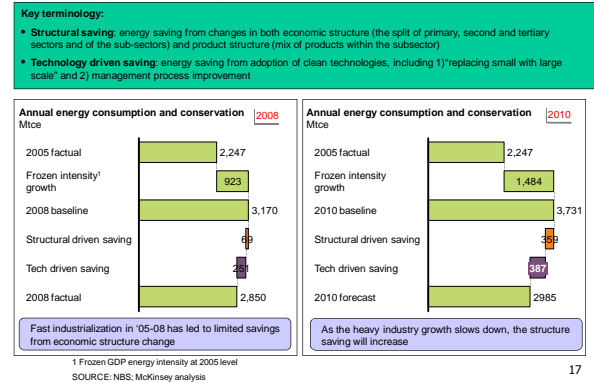 Key terminology:
• Structural saving: energy saving from changes in both economic structure (the split of primary, second and tertiary
sectors and of the sub-sectors) and product structure (mix of products within the subsector)
• Technology driven saving: energy saving from adoption of clean technologies, including 1)“replacing small with large
scale” and 2) management process improvement
Annual energy consumption and conservation 2008
Mtce
2005 factual 2,247
Frozen intensity1
growth 923
2008 baseline 3,170
Structural driven saving 69
Tech driven saving 251
2008 factual 2,850
Fast industrialization in ‘05-08 has led to limited savings
from economic structure change
Annual energy consumption and conservation 2010
Mtce
2005 factual 2,247
Frozen intensity
growth 1,484
2010 baseline 3,731
Structural driven saving 359
Tech driven saving 387
2010 forecast 2985
As the heavy industry growth slows down, the structure
saving will increase
1 Frozen GDP energy intensity at 2005 level
SOURCE: NBS; McKinsey analysis
17